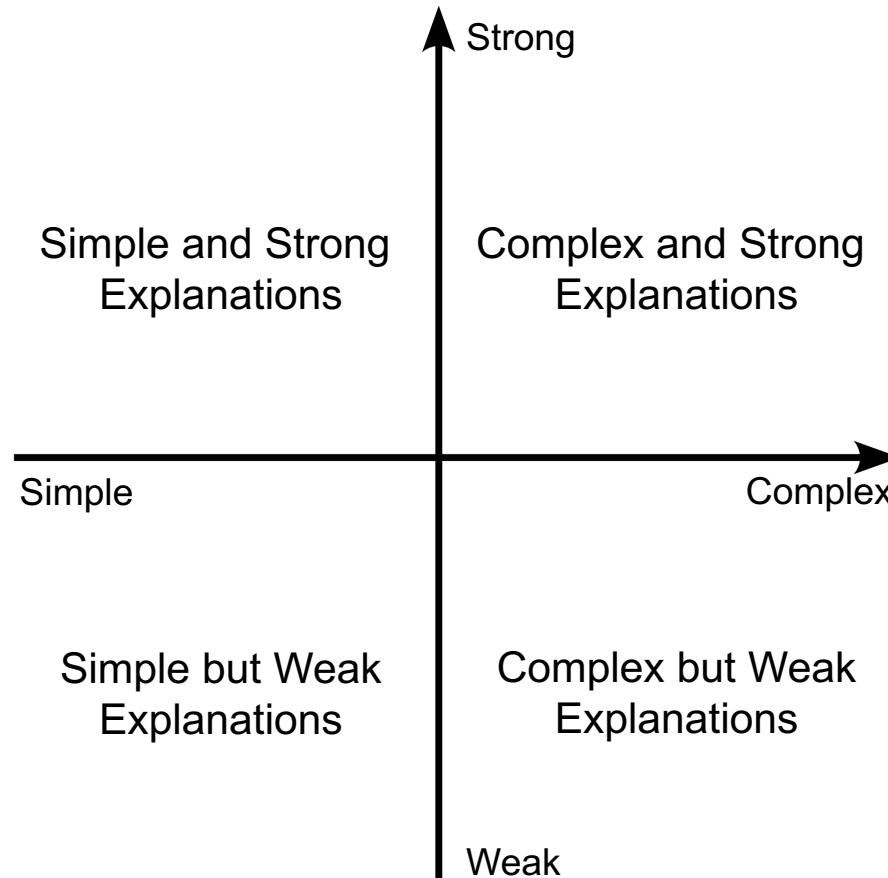 Strong
Simple and Strong
Explanations
Complex and Strong
Explanations
Simple
Complex
Simple but Weak
Explanations
Complex but Weak
Explanations
Weak